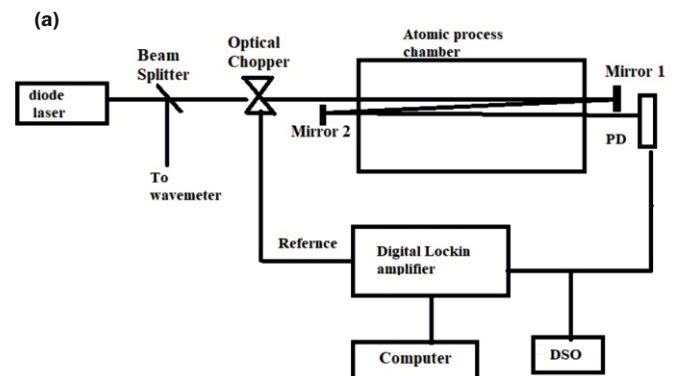 (a)
Beam
Splitter
Optical
Chopper
Atomic process
chamber
Mirror 1
diode
laser
Mirror 2
PD
To
wavemeter
Refernce
Digital Lockin
amplifier
Computer
DSO